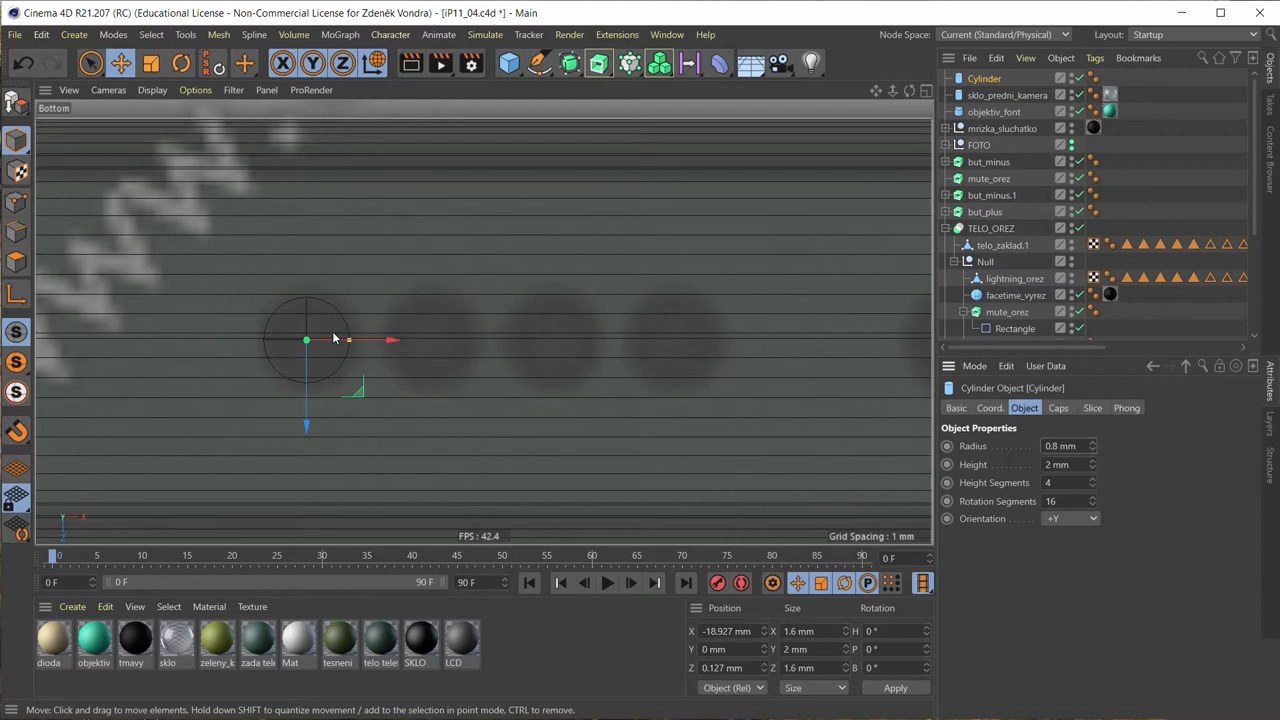 Cinema 4D R21.207 (RC) (Educational License - Non-Commercial License for Zdeněk Vondra) - [iP11_04.c4d *] - Main
File Edit Create Modes Select Tools Mesh Spline Volume MoGraph Character Animate Simulate Tracker Render Extensions Window Help
Node Space: Current (Standard/Physical) Layout: Startup
PSR 0
X Y Z
File Edit View Object Tags Bookmarks
View Cameras Display Options Filter Panel ProRender
Bottom
Cylinder
sklo_predni_kamera
objektiv_font
mrizka_sluchatko
FOTO
but_minus
mute_orez
but_minus.1
but_plus
TELO_OREZ
telo_zaklad.1
Null
lightning_orez
facetime_vyrez
mute_orez
Rectangle
Objects
Takes
Content Browser
Attributes
Layers
Structure
Mode Edit User Data
Cylinder Object [Cylinder]
Basic Coord. Object Caps Slice Phong
Object Properties
Radius 0.8 mm
Height 2 mm
Height Segments 4
Rotation Segments 16
Orientation +Y
Y X
Z
FPS : 42.4
Grid Spacing : 1 mm
0 5 10 15 20 25 30 35 40 45 50 55 60 65 70 75 80 85 90 0 F
0 F 0 F 90 F 90 F
Create Edit View Select Material Texture
dioda objektiv tmavy sklo zeleny_k zada tele Mat tesneni telo telef SKLO LCD
Position Size Rotation
X -18.927 mm X 1.6 mm H 0 °
Y 0 mm Y 2 mm P 0 °
Z 0.127 mm Z 1.6 mm B 0 °
Object (Rel) Size Apply
Move: Click and drag to move elements. Hold down SHIFT to quantize movement / add to the selection in point mode, CTRL to remove.